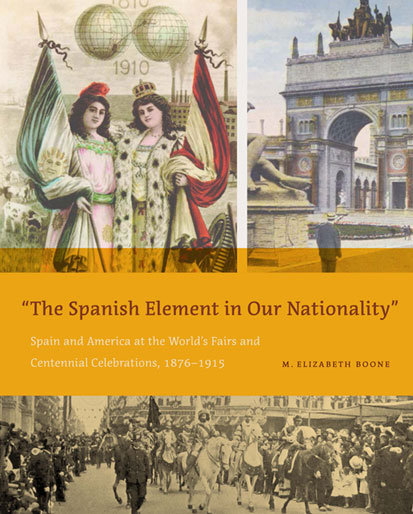 1810
1910
“The Spanish Element in Our Nationality”
Spain and America at the World’s Fairs and
Centennial Celebrations, 1876–1915
M. ELIZABETH BOONE